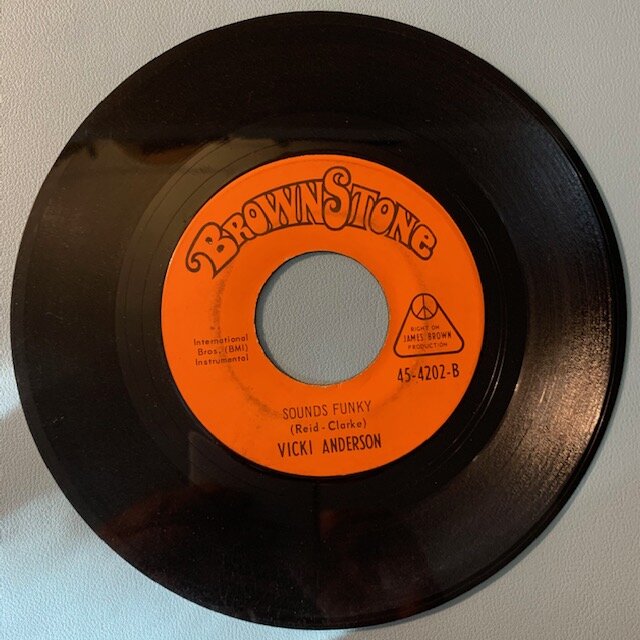 BROWNSTONE
International
Bros. (BMI)
Instrumental
RIGHT ON
JAMES BROWN
PRODUCTION
45-4202-B
SOUNDS FUNKY
(Reid - Clarke)
VICKI ANDERSON